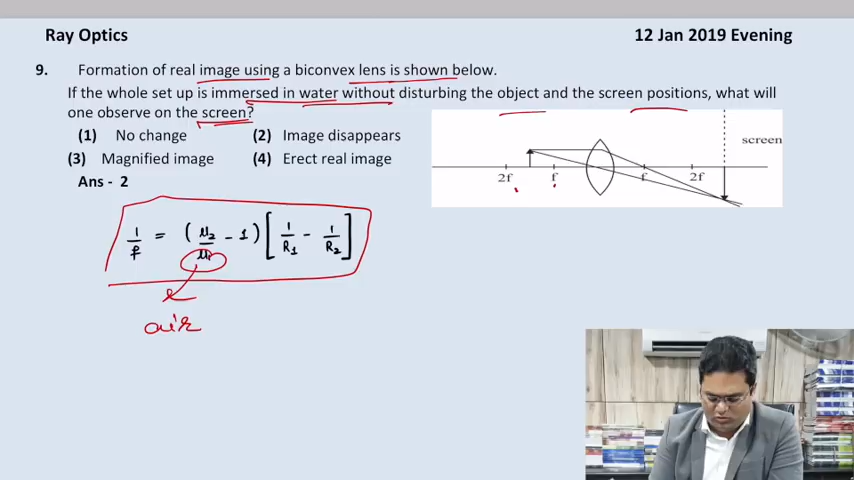 Ray Optics
12 Jan 2019 Evening
9. Formation of real image using a biconvex lens is shown below.
If the whole set up is immersed in water without disturbing the object and the screen positions, what will
one observe on the screen?
(1) No change
(2) Image disappears
(3) Magnified image
(4) Erect real image
Ans - 2
screen
2f
f
f
2f
1/f = (μ2/μ1 - 1) [1/R1 - 1/R2]
air